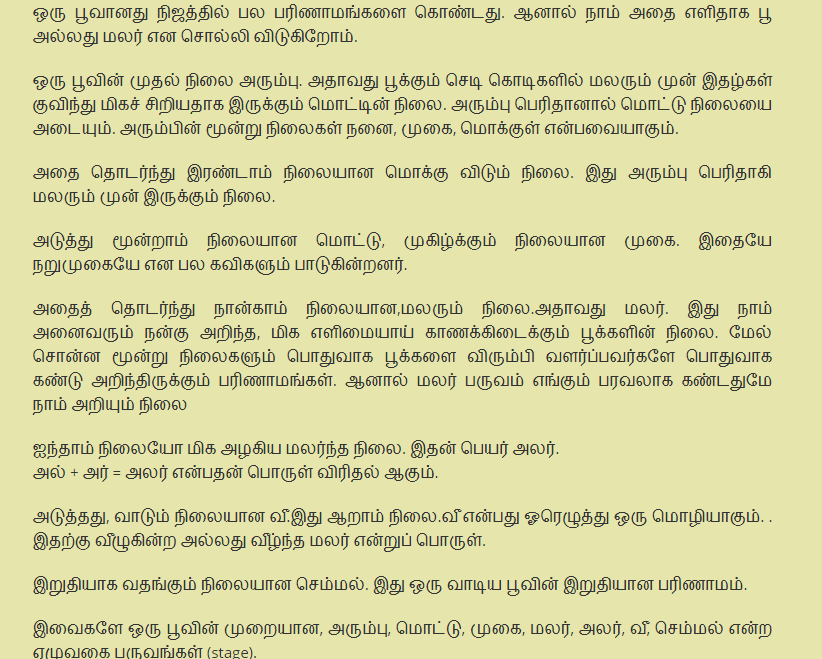 ஒரு பூவானது நிஜத்தில் பல பரிணாமங்களை கொண்டது. ஆனால் நாம் அதை எளிதாக பூ
அல்லது மலர் என சொல்லி விடுகிறோம்.
ஒரு பூவின் முதல் நிலை அரும்பு. அதாவது பூக்கும் செடி கொடிகளில் மலரும் முன் இதழ்கள்
குவிந்து மிகச் சிறியதாக இருக்கும் மொட்டின் நிலை. அரும்பு பெரிதானால் மொட்டு நிலையை
அடையும். அரும்பின் மூன்று நிலைகள் நனை, முகை, மொக்குள் என்பவையாகும்.
அதை தொடர்ந்து இரண்டாம் நிலையான மொக்கு விடும் நிலை. இது அரும்பு பெரிதாகி
மலரும் முன் இருக்கும் நிலை.
அடுத்து மூன்றாம் நிலையான மொட்டு, முகிழ்க்கும் நிலையான முகை. இதையே
நறுமுகையே என பல கவிகளும் பாடுகின்றனர்.
அதைத் தொடர்ந்து நான்காம் நிலையான,மலரும் நிலை.அதாவது மலர். இது நாம்
அனைவரும் நன்கு அறிந்த, மிக எளிமையாய் காணக்கிடைக்கும் பூக்களின் நிலை. மேல்
சொன்ன மூன்று நிலைகளும் பொதுவாக பூக்களை விரும்பி வளர்ப்பவர்களே பொதுவாக
கண்டு அறிந்திருக்கும் பரிணாமங்கள். ஆனால் மலர் பருவம் எங்கும் பரவலாக கண்டதுமே
நாம் அறியும் நிலை
ஐந்தாம் நிலையோ மிக அழகிய மலர்ந்த நிலை. இதன் பெயர் அலர்.
அல் + அர் = அலர் என்பதன் பொருள் விரிதல் ஆகும்.
அடுத்தது, வாடும் நிலையான வீ.இது ஆறாம் நிலை.வீ என்பது ஓரெழுத்து ஒரு மொழியாகும். .
இதற்கு வீழுகின்ற அல்லது வீழ்ந்த மலர் என்றுப் பொருள்.
இறுதியாக வதங்கும் நிலையான செம்மல். இது ஒரு வாடிய பூவின் இறுதியான பரிணாமம்.
இவைகளே ஒரு பூவின் முறையான, அரும்பு, மொட்டு, முகை, மலர், அலர், வீ, செம்மல் என்ற
ஏழுவகை பருவங்கள் (stage).